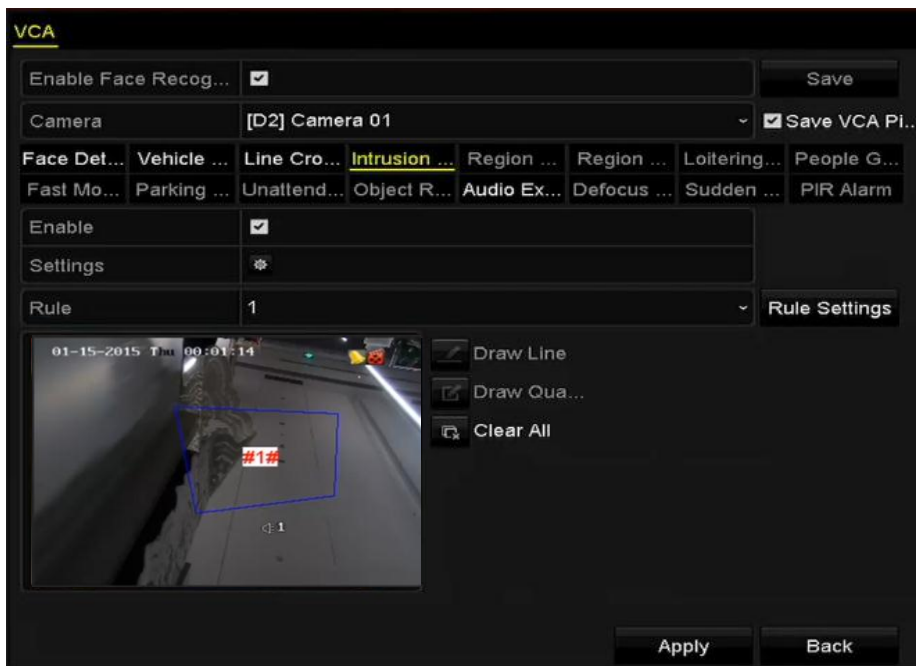 VCA
Enable Face Recog... Save
Camera [D2] Camera 01 Save VCA Pi..
Face Det... Vehicle ... Line Cro... Intrusion ... Region ... Region ... Loitering... People G...
Fast Mo... Parking ... Unattend... Object R... Audio Ex... Defocus ... Sudden ... PIR Alarm
Enable
Settings
Rule 1 Rule Settings
01-15-2015 Thu 00:01:14
Draw Line
Draw Qua...
Clear All
#1#
1
Apply Back